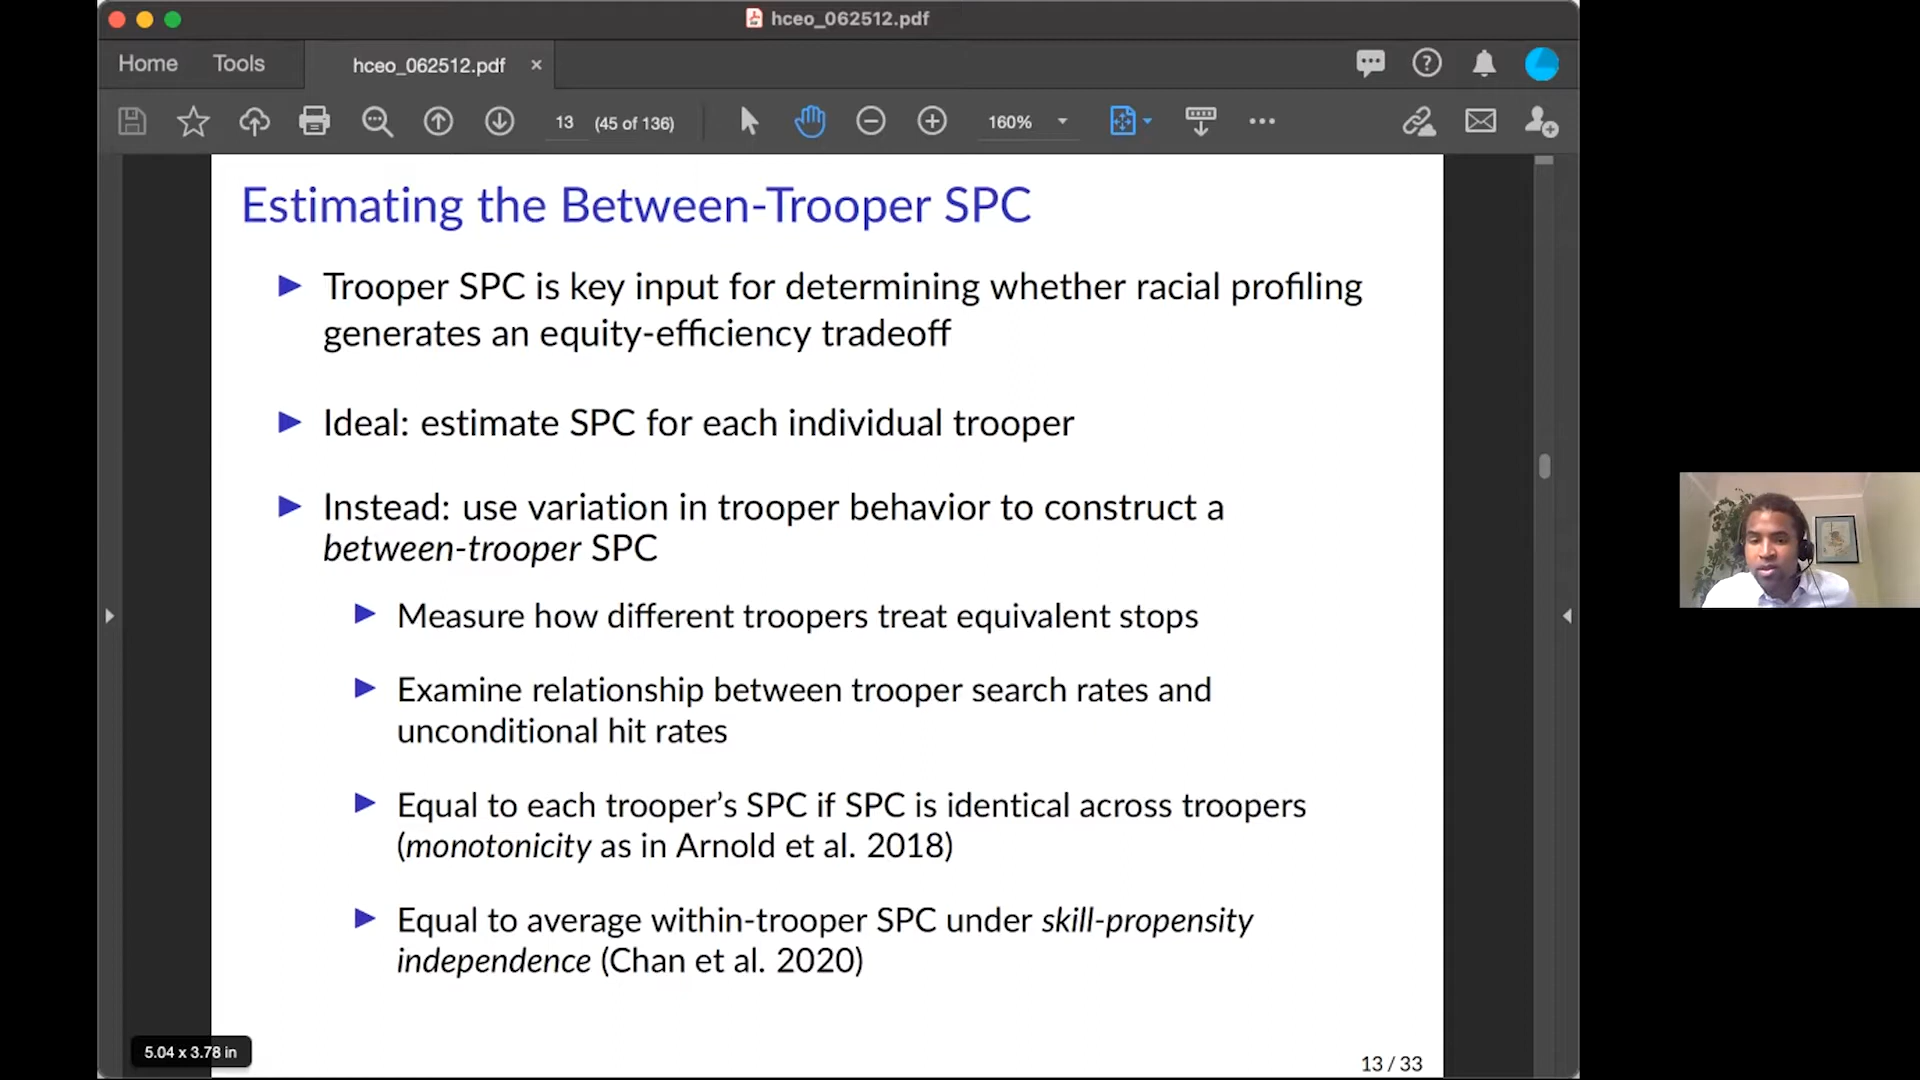 hceo_062512.pdf
Home
Tools
hceo_062512.pdf
13
(45 of 136)
160%
Estimating the Between-Trooper SPC
Trooper SPC is key input for determining whether racial profiling
generates an equity-efficiency tradeoff
Ideal: estimate SPC for each individual trooper
Instead: use variation in trooper behavior to construct a
between-trooper SPC
Measure how different troopers treat equivalent stops
Examine relationship between trooper search rates and
unconditional hit rates
Equal to each trooper’s SPC if SPC is identical across troopers
(monotonicity as in Arnold et al. 2018)
Equal to average within-trooper SPC under skill-propensity
independence (Chan et al. 2020)
5.04 x 3.78 in
13 / 33